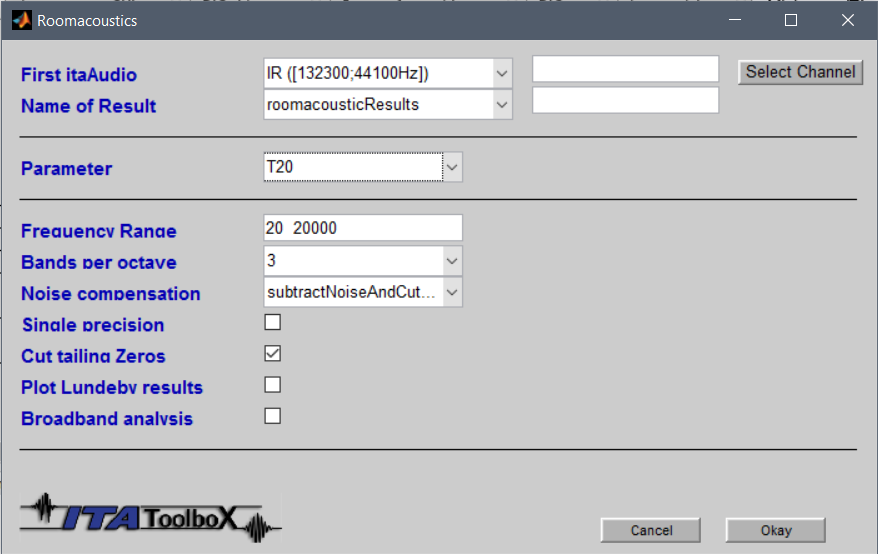 Roomacoustics
First itaAudio IR ([132300;44100Hz]) Select Channel
Name of Result roomacousticResults
Parameter T20
Frequency Range 20 20000
Bands per octave 3
Noise compensation subtractNoiseAndCut...
Single precision
Cut tailing Zeros
Plot Lundeby results
Broadband analysis
ITA ToolboX
Cancel Okay